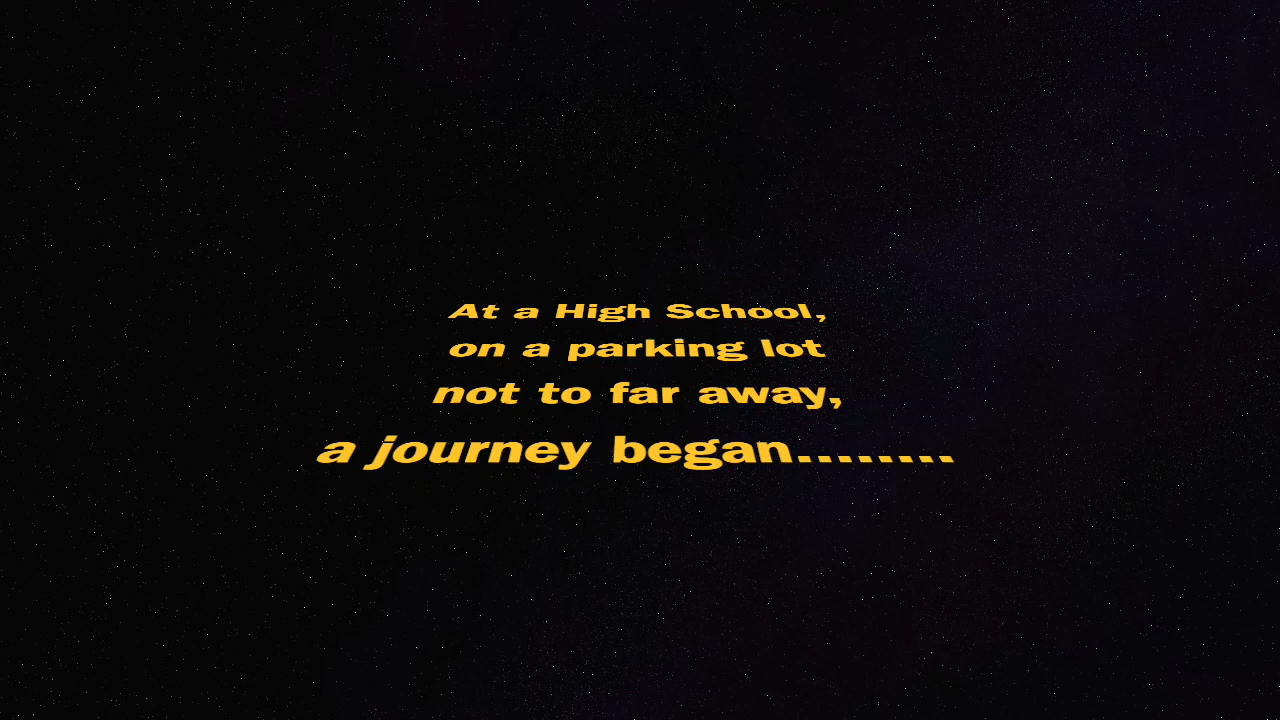 At a High School,
on a parking lot
not to far away,
a journey began........